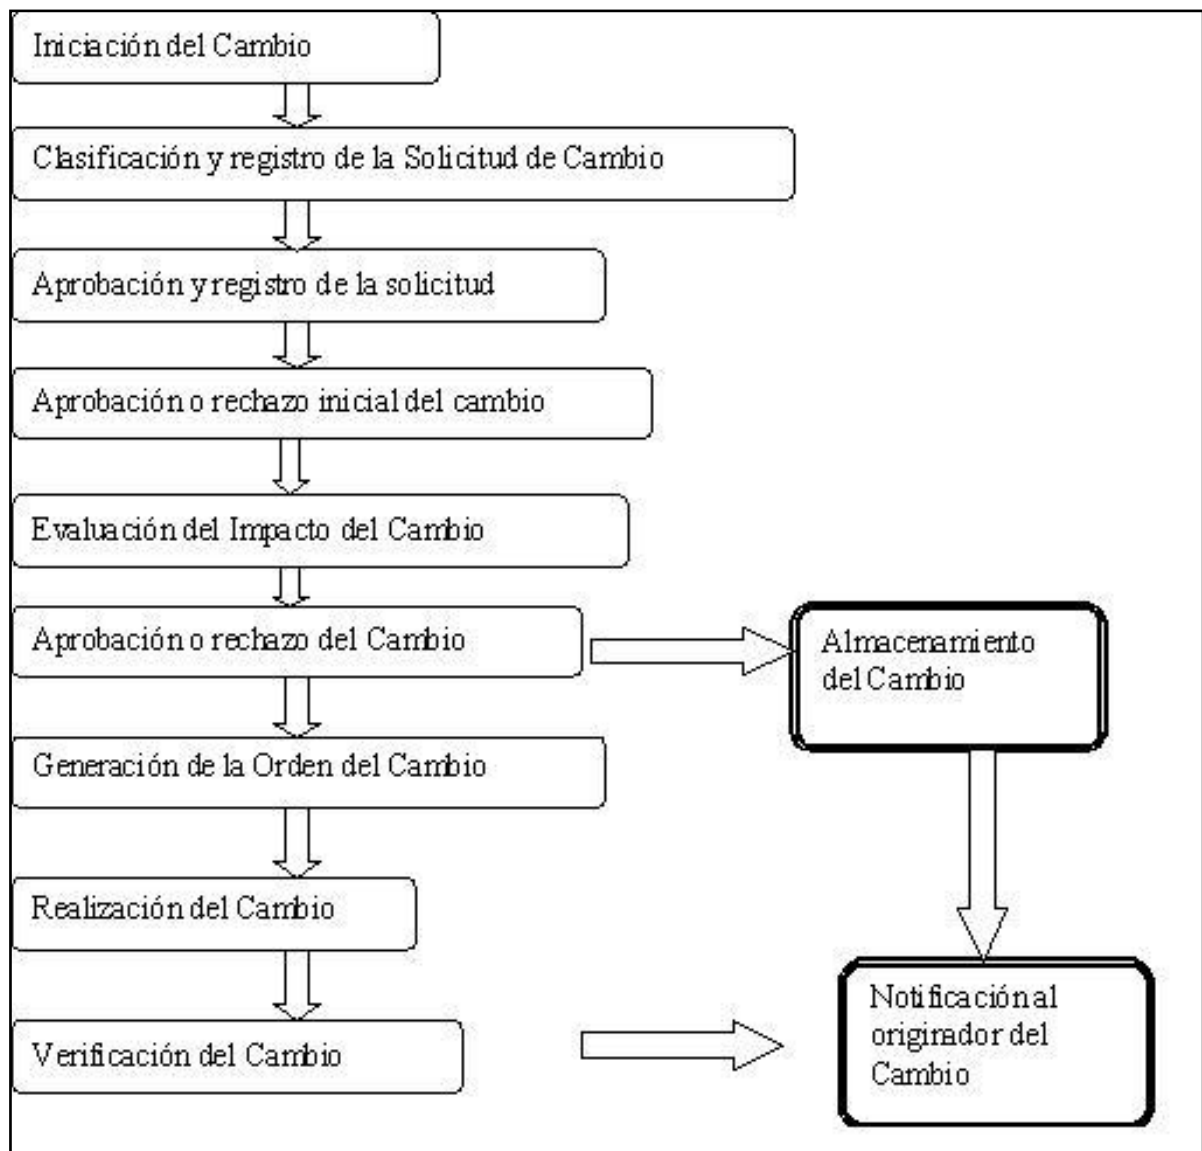 Iniciación del Cambio
Clasificación y registro de la Solicitud de Cambio
Aprobación y registro de la solicitud
Aprobación o rechazo inicial del cambio
Evaluación del Impacto del Cambio
Aprobación o rechazo del Cambio
Almacenamiento
del Cambio
Generación de la Orden del Cambio
Realización del Cambio
Verificación del Cambio
Notificación al
originador del
Cambio